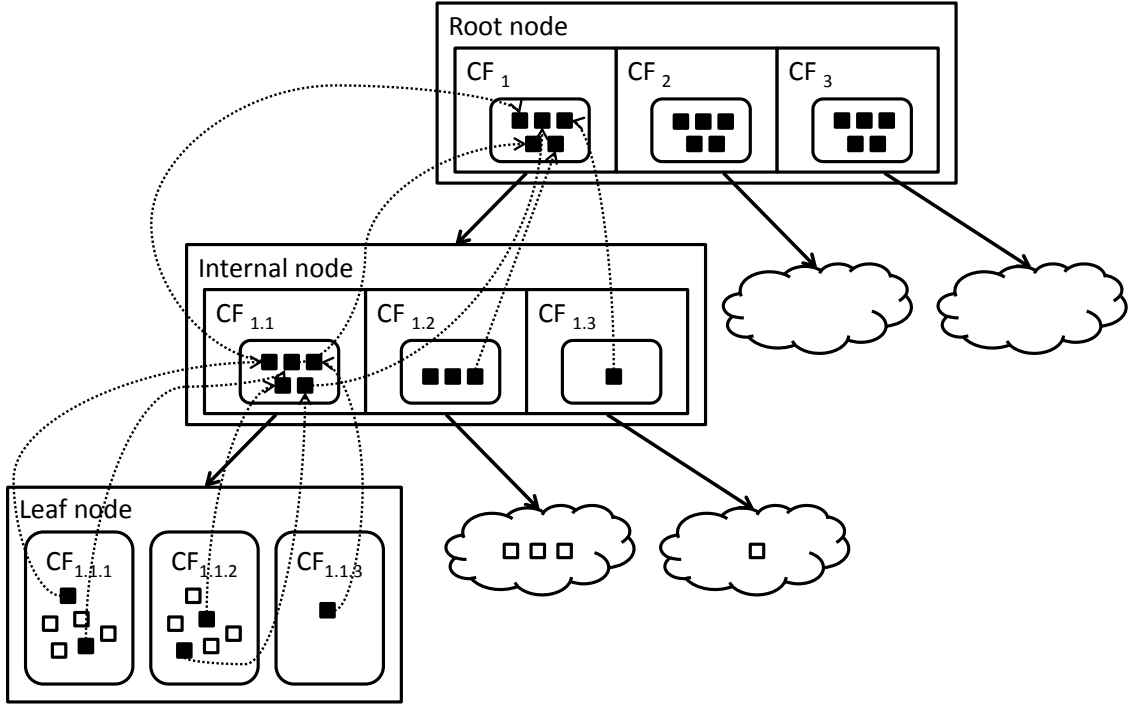 Root node
CF 1
CF 2
CF 3
Internal node
CF 1.1
CF 1.2
CF 1.3
Leaf node
CF1.1.1
CF1.1.2
CF1.1.3